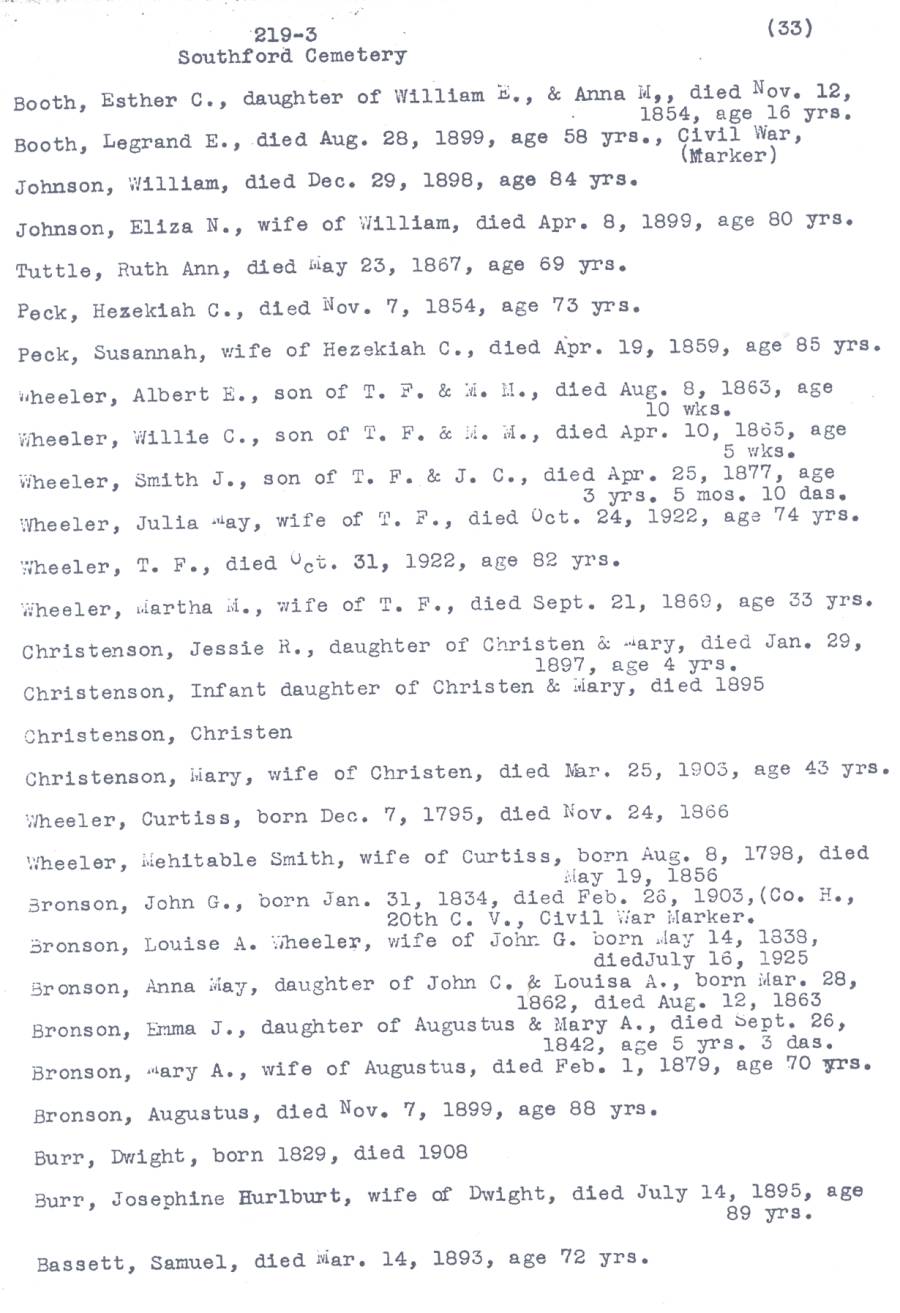 219-3
(33)
Southford Cemetery
Booth, Esther C., daughter of William E., & Anna M,, died Nov. 12,
1854, age 16 yrs.
Booth, Legrand E., died Aug. 28, 1899, age 58 yrs., Civil War,
(Marker)
Johnson, William, died Dec. 29, 1898, age 84 yrs.
Johnson, Eliza N., wife of William, died Apr. 8, 1899, age 80 yrs.
Tuttle, Ruth Ann, died May 23, 1867, age 69 yrs.
Peck, Hezekiah C., died Nov. 7, 1854, age 73 yrs.
Peck, Susannah, wife of Hezekiah C., died Apr. 19, 1859, age 85 yrs.
Wheeler, Albert E., son of T. F. & M. M., died Aug. 8, 1863, age
10 wks.
Wheeler, Willie C., son of T. F. & M. M., died Apr. 10, 1865, age
5 wks.
Wheeler, Smith J., son of T. F. & J. C., died Apr. 25, 1877, age
3 yrs. 5 mos. 10 das.
Wheeler, Julia May, wife of T. F., died Oct. 24, 1922, age 74 yrs.
Wheeler, T. F., died Oct. 31, 1922, age 82 yrs.
Wheeler, Martha M., wife of T. F., died Sept. 21, 1869, age 33 yrs.
Christenson, Jessie R., daughter of Christen & Mary, died Jan. 29,
1897, age 4 yrs.
Christenson, Infant daughter of Christen & Mary, died 1895
Christenson, Christen
Christenson, Mary, wife of Christen, died Mar. 25, 1903, age 43 yrs.
Wheeler, Curtiss, born Dec. 7, 1795, died Nov. 24, 1866
Wheeler, Mehitable Smith, wife of Curtiss, born Aug. 8, 1798, died
May 19, 1856
Bronson, John G., born Jan. 31, 1834, died Feb. 26, 1903,(Co. H.,
20th C. V., Civil War Marker.
Bronson, Louise A. Wheeler, wife of John G. born May 14, 1838,
diedJuly 16, 1925
Bronson, Anna May, daughter of John C. & Louisa A., born Mar. 28,
1862, died Aug. 12, 1863
Bronson, Emma J., daughter of Augustus & Mary A., died Sept. 26,
1842, age 5 yrs. 3 das.
Bronson, Mary A., wife of Augustus, died Feb. 1, 1879, age 70 yrs.
Bronson, Augustus, died Nov. 7, 1899, age 88 yrs.
Burr, Dwight, born 1829, died 1908
Burr, Josephine Hurlburt, wife of Dwight, died July 14, 1895, age
89 yrs.
Bassett, Samuel, died Mar. 14, 1893, age 72 yrs.